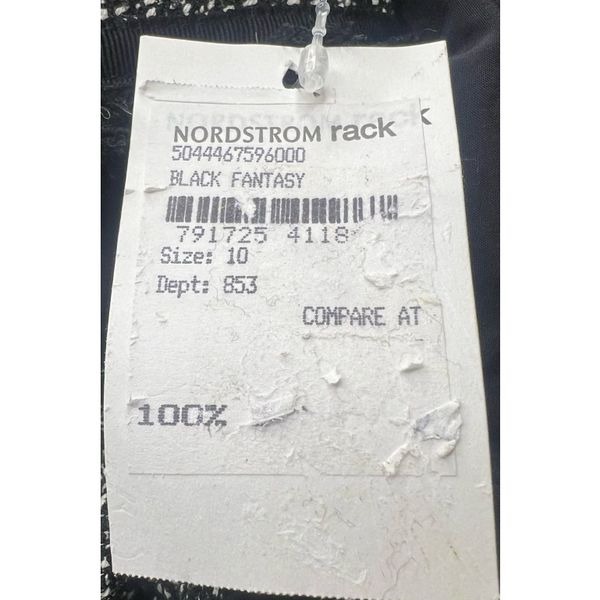 NORDSTROM rack
5044467596000
BLACK FANTASY
791725 4118
Size: 10
Dept: 853
COMPARE AT
100%